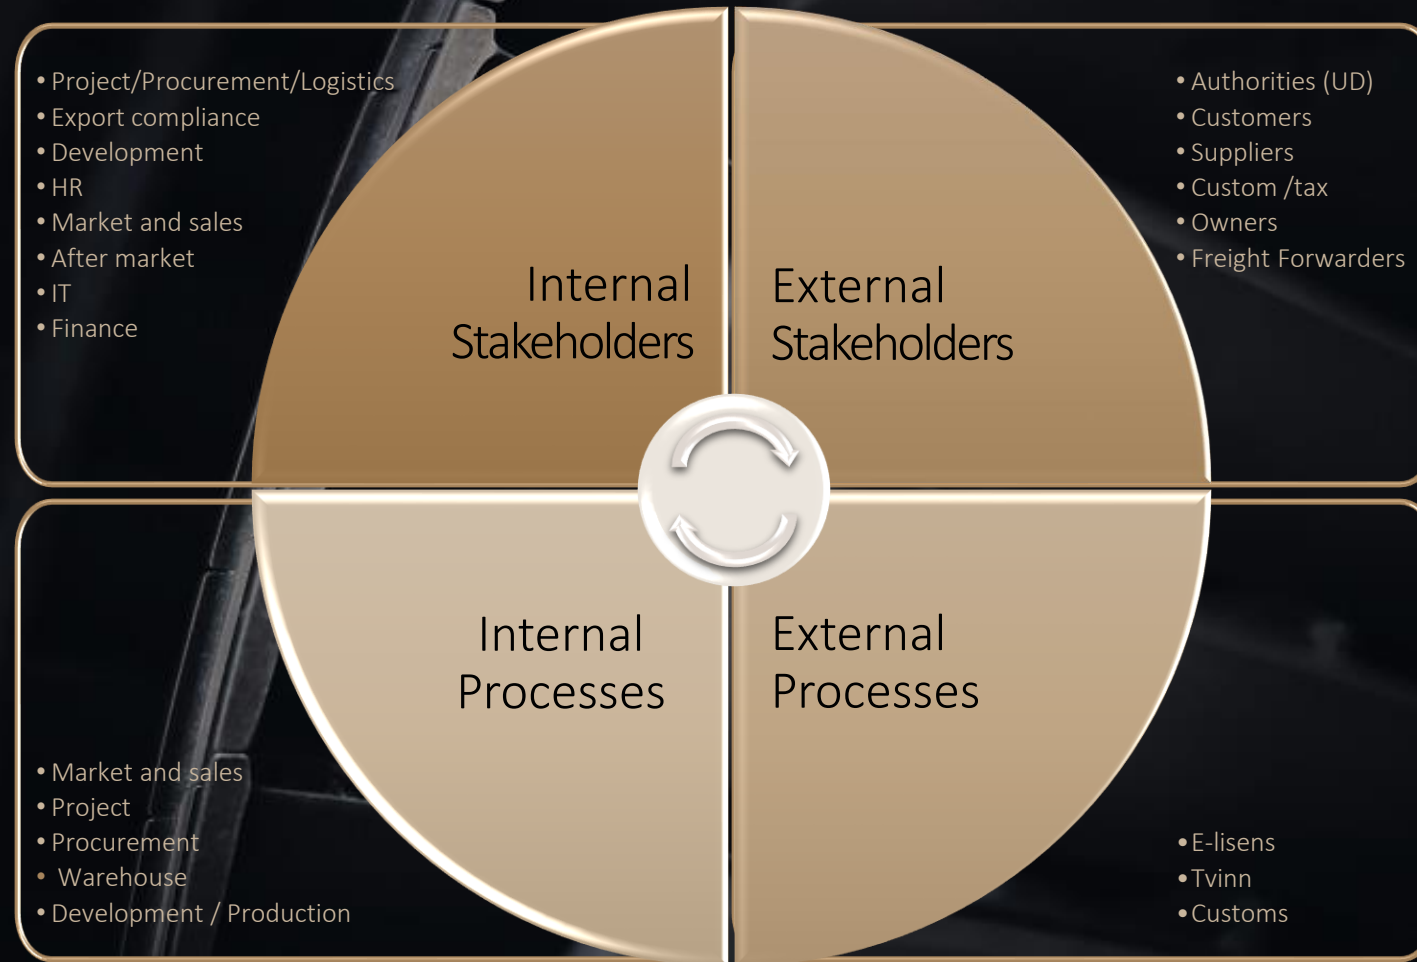 • Project/Procurement/Logistics
• Export compliance
• Development
• HR
• Market and sales
• After market
• IT
• Finance
Internal
Stakeholders
External
Stakeholders
• Authorities (UD)
• Customers
• Suppliers
• Custom /tax
• Owners
• Freight Forwarders
Internal
Processes
External
Processes
• Market and sales
• Project
• Procurement
• Warehouse
• Development / Production
• E-lisens
• Tvinn
• Customs